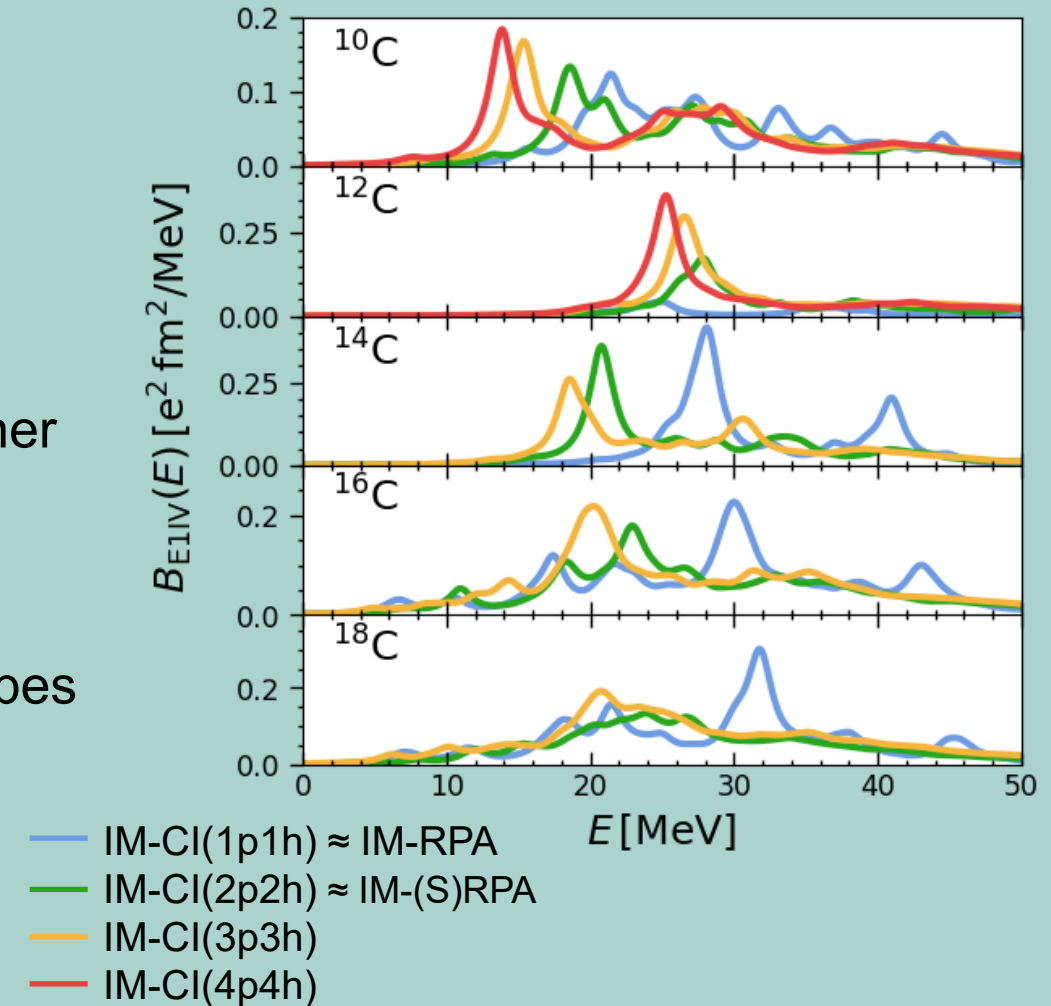 0.2
¹⁰C
0.1
0.0
¹²C
0.25
0.00
¹⁴C
0.25
0.00
¹⁶C
0.2
0.0
¹⁸C
0.2
0.0
0 10 20 30 40 50
E [MeV]
B_E1IV(E) [e² fm²/MeV]
IM-CI(1p1h) ≈ IM-RPA
IM-CI(2p2h) ≈ IM-(S)RPA
IM-CI(3p3h)
IM-CI(4p4h)